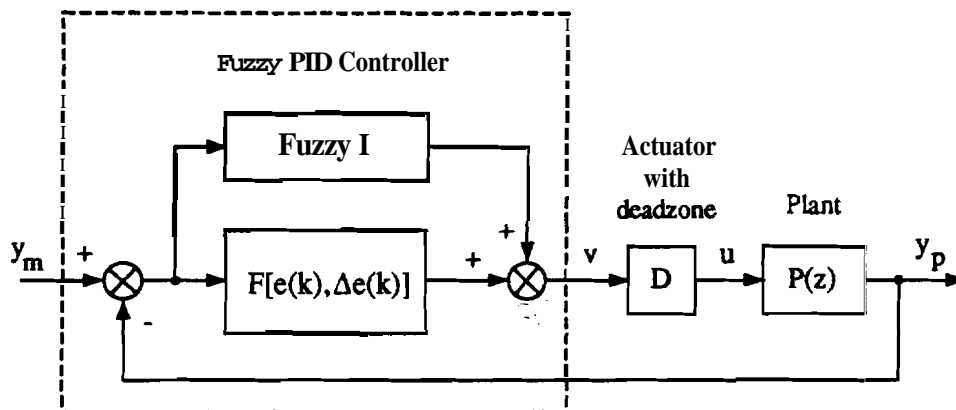 Fuzzy PID Controller
Fuzzy I
Actuator
with
deadzone
Plant
y_m
+
-
F[e(k),Δe(k)]
+
+
v
D
u
P(z)
y_p